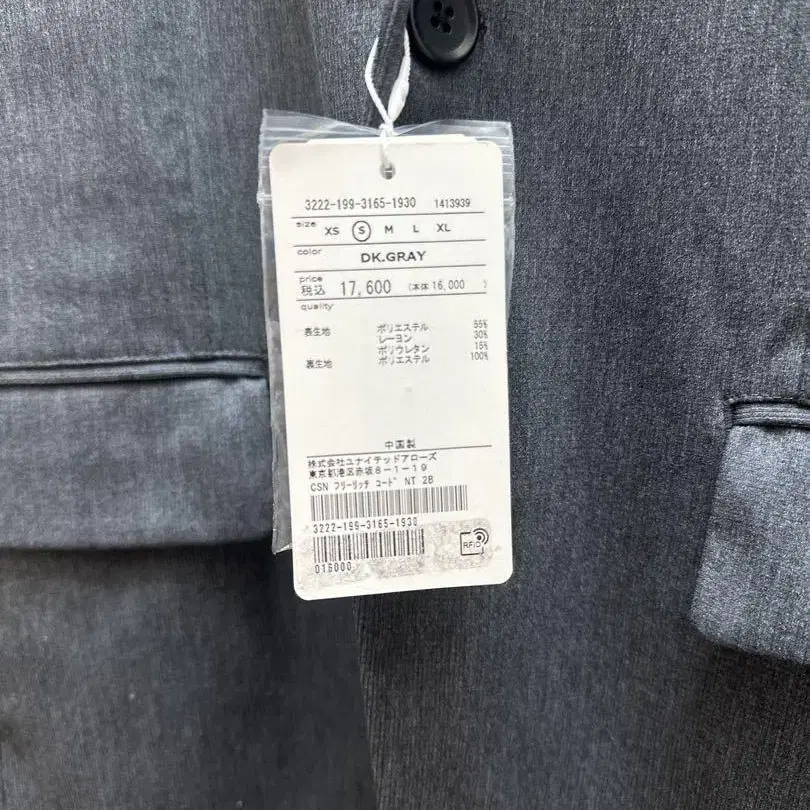 3222-199-3165-1930 1413939
size XS S M L XL
color DK.GRAY
price
税込 17,600 (本体 16,000 )
quality
表生地 ポリエステル 55%
レーヨン 30%
ポリウレタン 15%
裏生地 ポリエステル 100%
中国製
株式会社ユナイテッドアローズ
東京都港区赤坂8-1-19
CSN フリーリッチ コード NT 2B
3222-199-3165-1930
016000
RFID